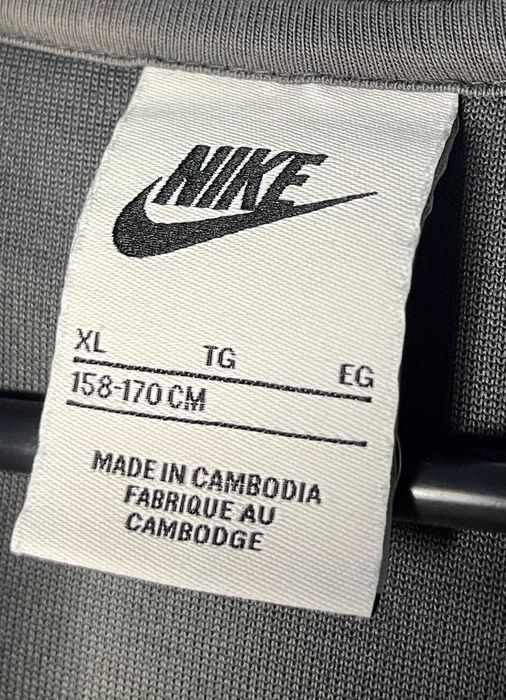 NIKE
XL TG EG
158-170 CM
MADE IN CAMBODIA
FABRIQUE AU
CAMBODGE